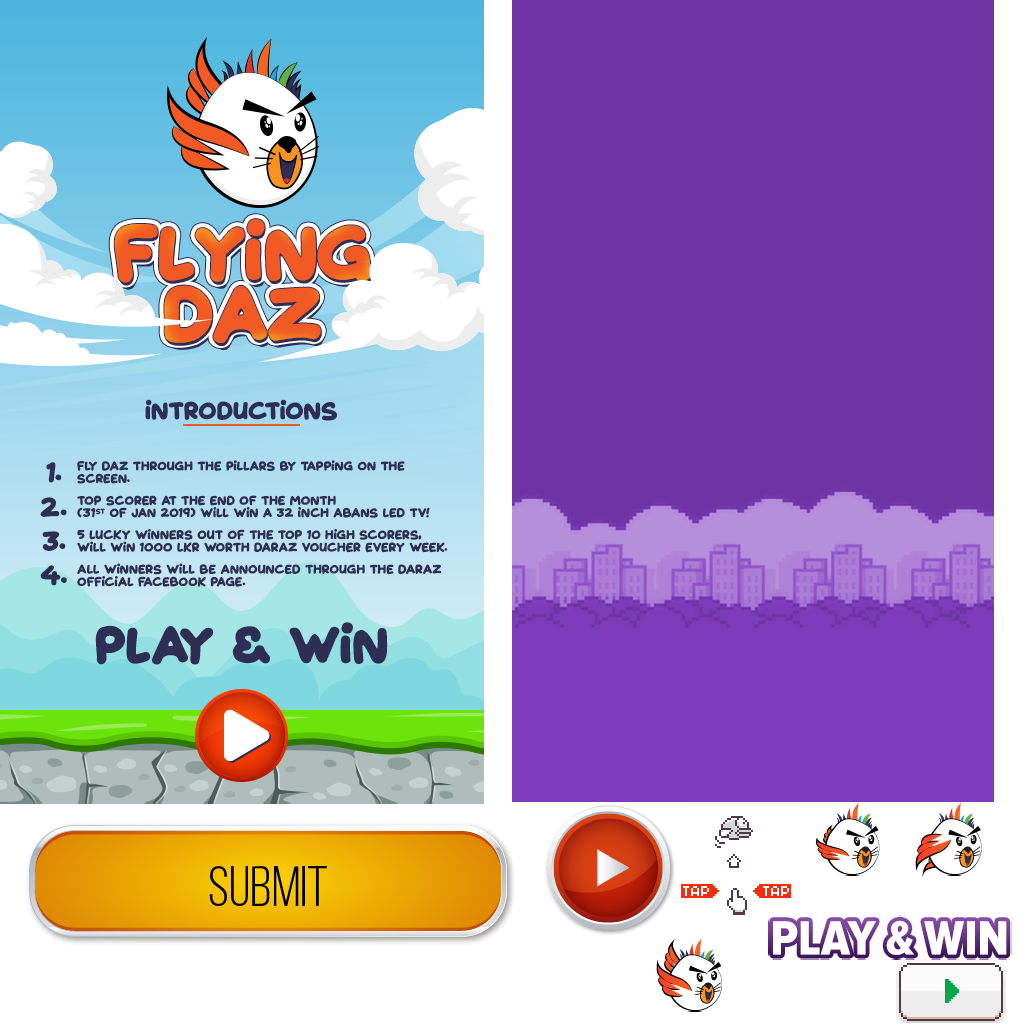 FLYiNG
DAZ
iNTRODUCTiONS
1. FLY DAZ THROUGH THE PiLLARS BY TAPPiNG ON THE
SCREEN.
2. TOP SCORER AT THE END OF THE MONTH
(31ST OF JAN 2019) WiLL WiN A 32 iNCH ABANS LED TV!
3. 5 LUCKY WiNNERS OUT OF THE TOP 10 HiGH SCORERS,
WiLL WiN 1000 LKR WORTH DARAZ VOUCHER EVERY WEEK.
4. ALL WiNNERS WiLL BE ANNOUNCED THROUGH THE DARAZ
OFFiCiAL FACEBOOK PAGE.
PLAY & WiN
SUBMIT
TAP TAP
PLAY & WIN